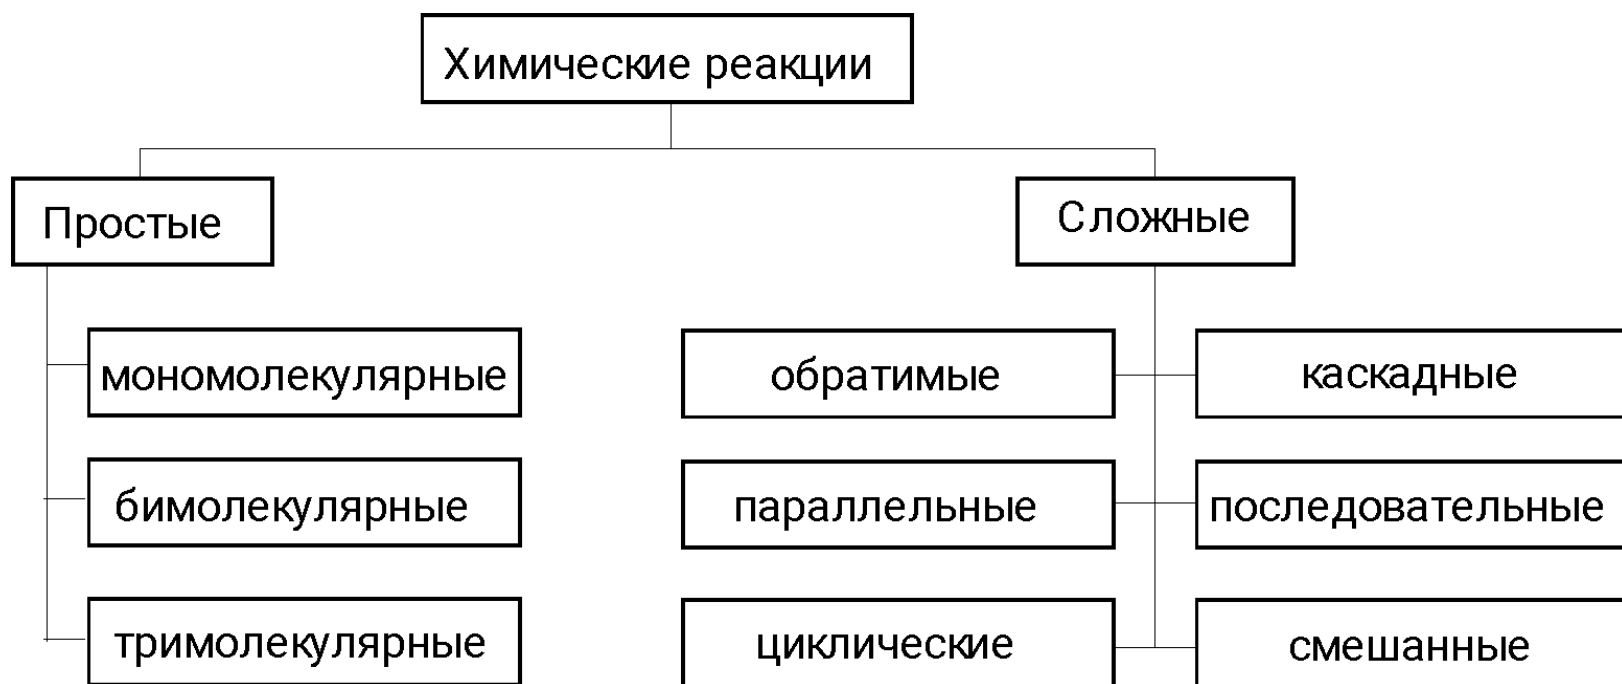 Химические реакции
Простые
Сложные
мономолекулярные
обратимые
каскадные
бимолекулярные
параллельные
последовательные
тримолекулярные
циклические
смешанные